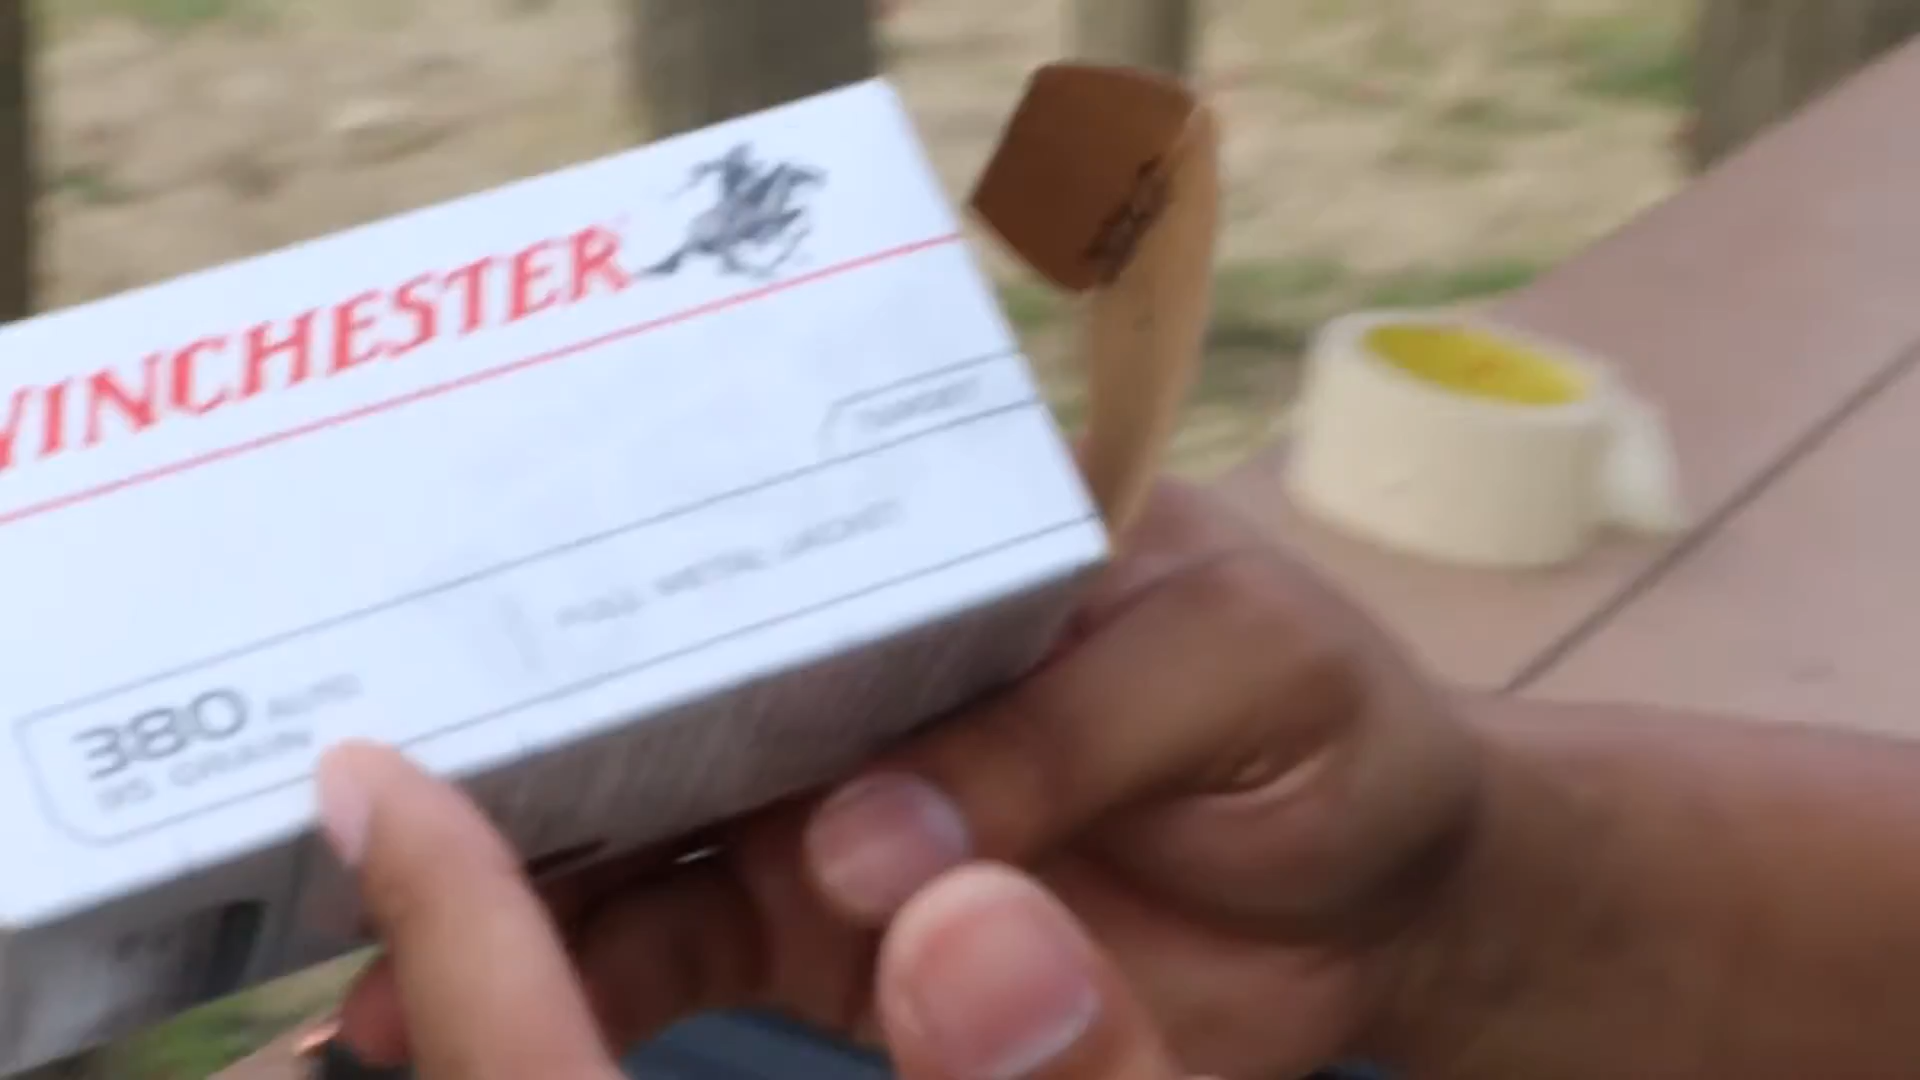 WINCHESTER
TARGET
FULL METAL JACKET
380 AUTO
95 GRAIN